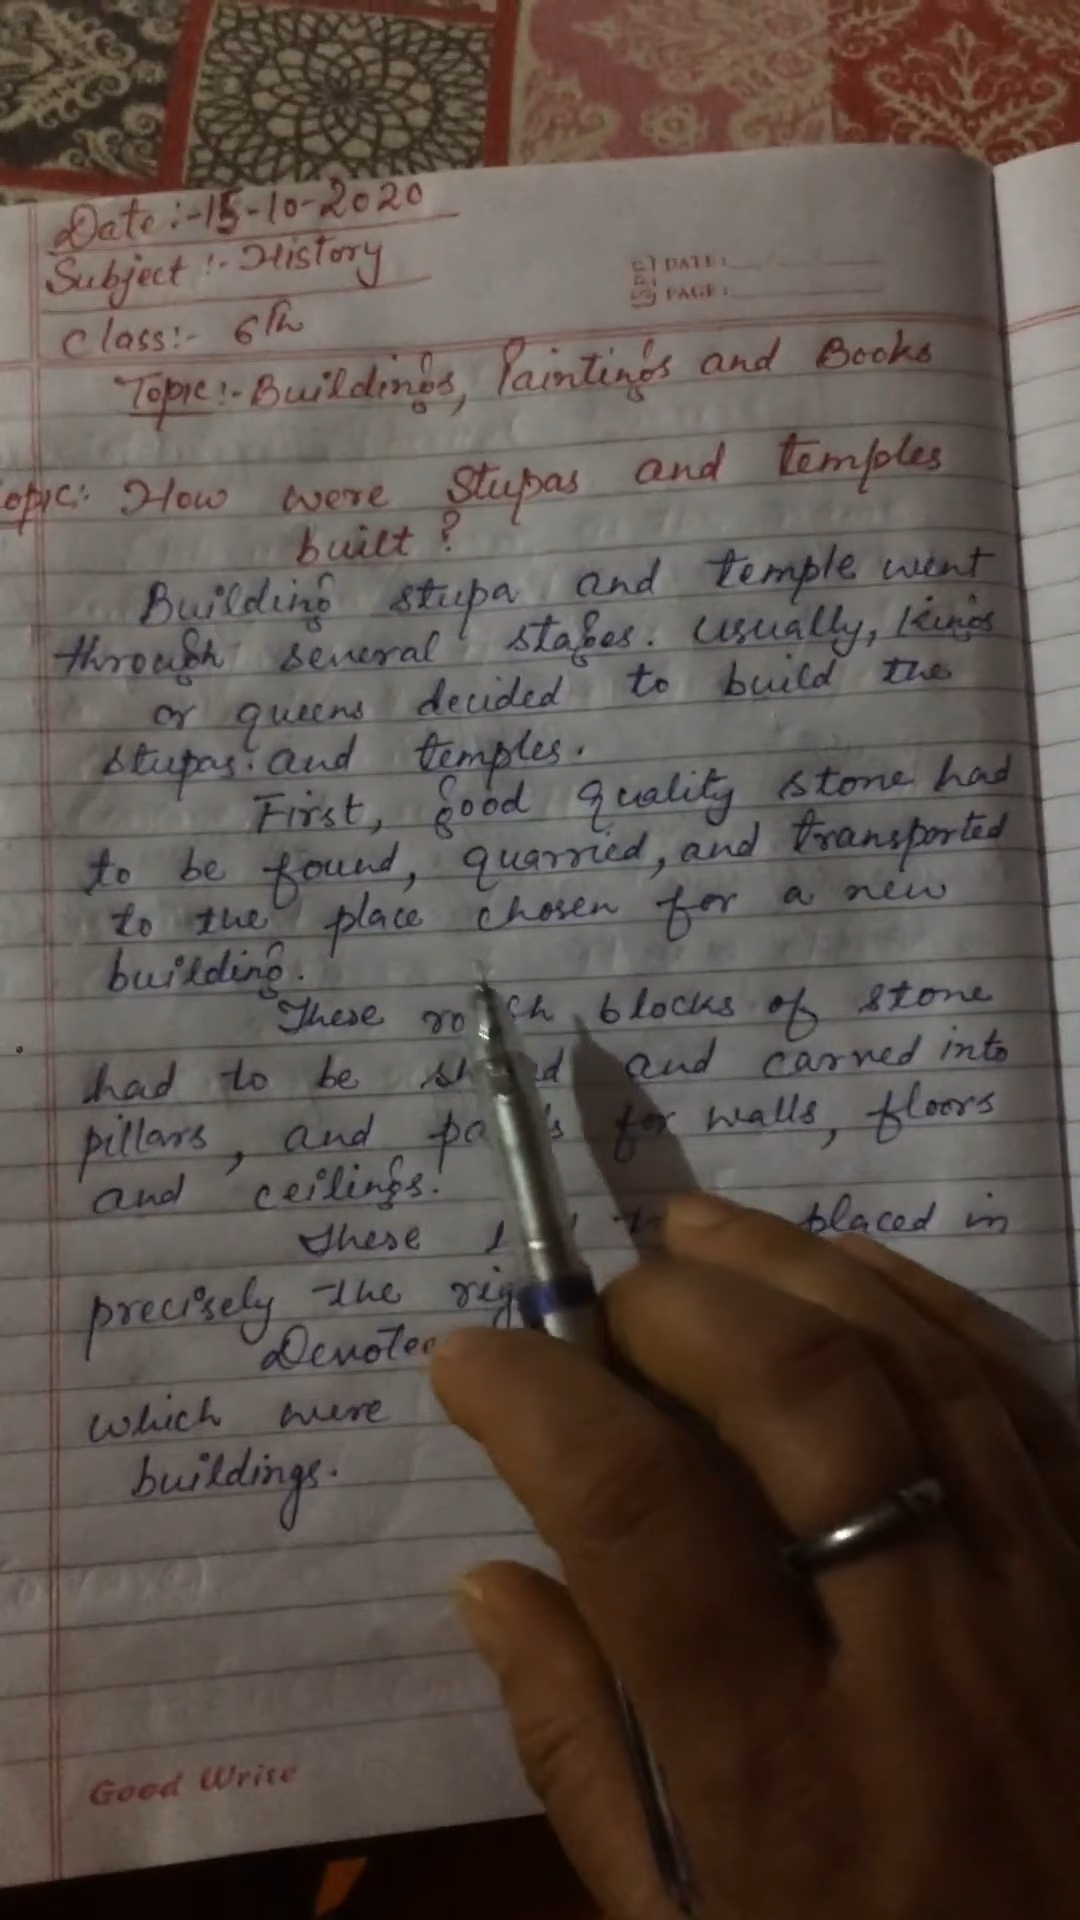 Date:-15-10-2020
Subject:- History
DATE:
PAGE:
Class:- 6th
Topic:- Buildings, Paintings and Books
opic: How were Stupas and temples
built?
Building stupa and temple went
through several stages. Usually, kings
or queens decided to build the
stupas and temples.
First, good quality stone had
to be found, quarried, and transported
to the place chosen for a new
building.
These blocks of stone
had to be and carved into
pillars, and for walls, floors
and ceilings.
These placed in
precisely the
which were
buildings.
Good Write